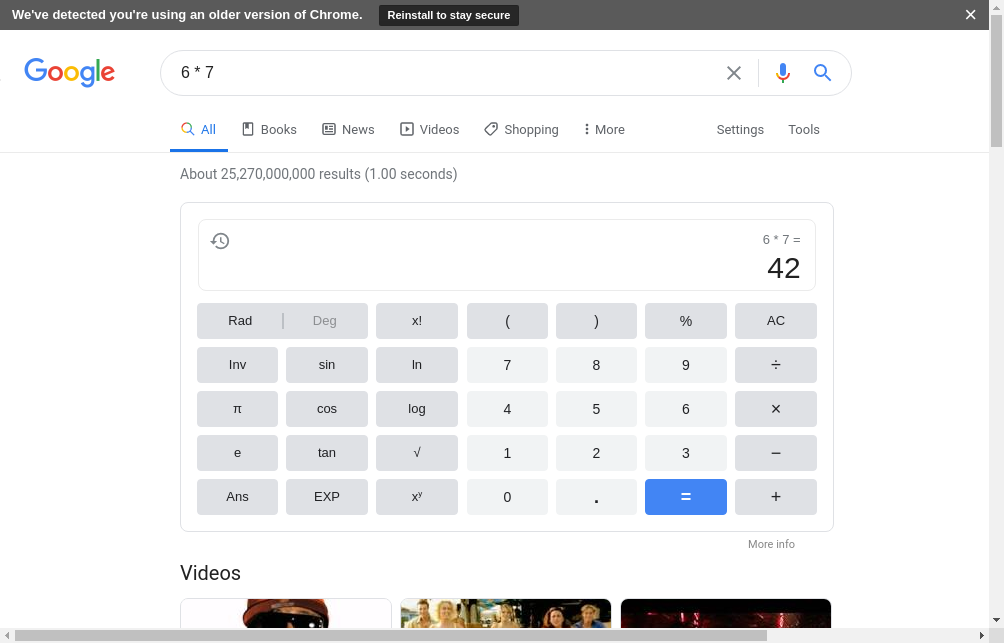 We've detected you're using an older version of Chrome. Reinstall to stay secure
Google
6 * 7
All Books News Videos Shopping More Settings Tools
About 25,270,000,000 results (1.00 seconds)
6 * 7 =
42
Rad Deg x! ( ) % AC
Inv sin ln 7 8 9 ÷
π cos log 4 5 6 ×
e tan √ 1 2 3 −
Ans EXP xʸ 0 . = +
More info
Videos